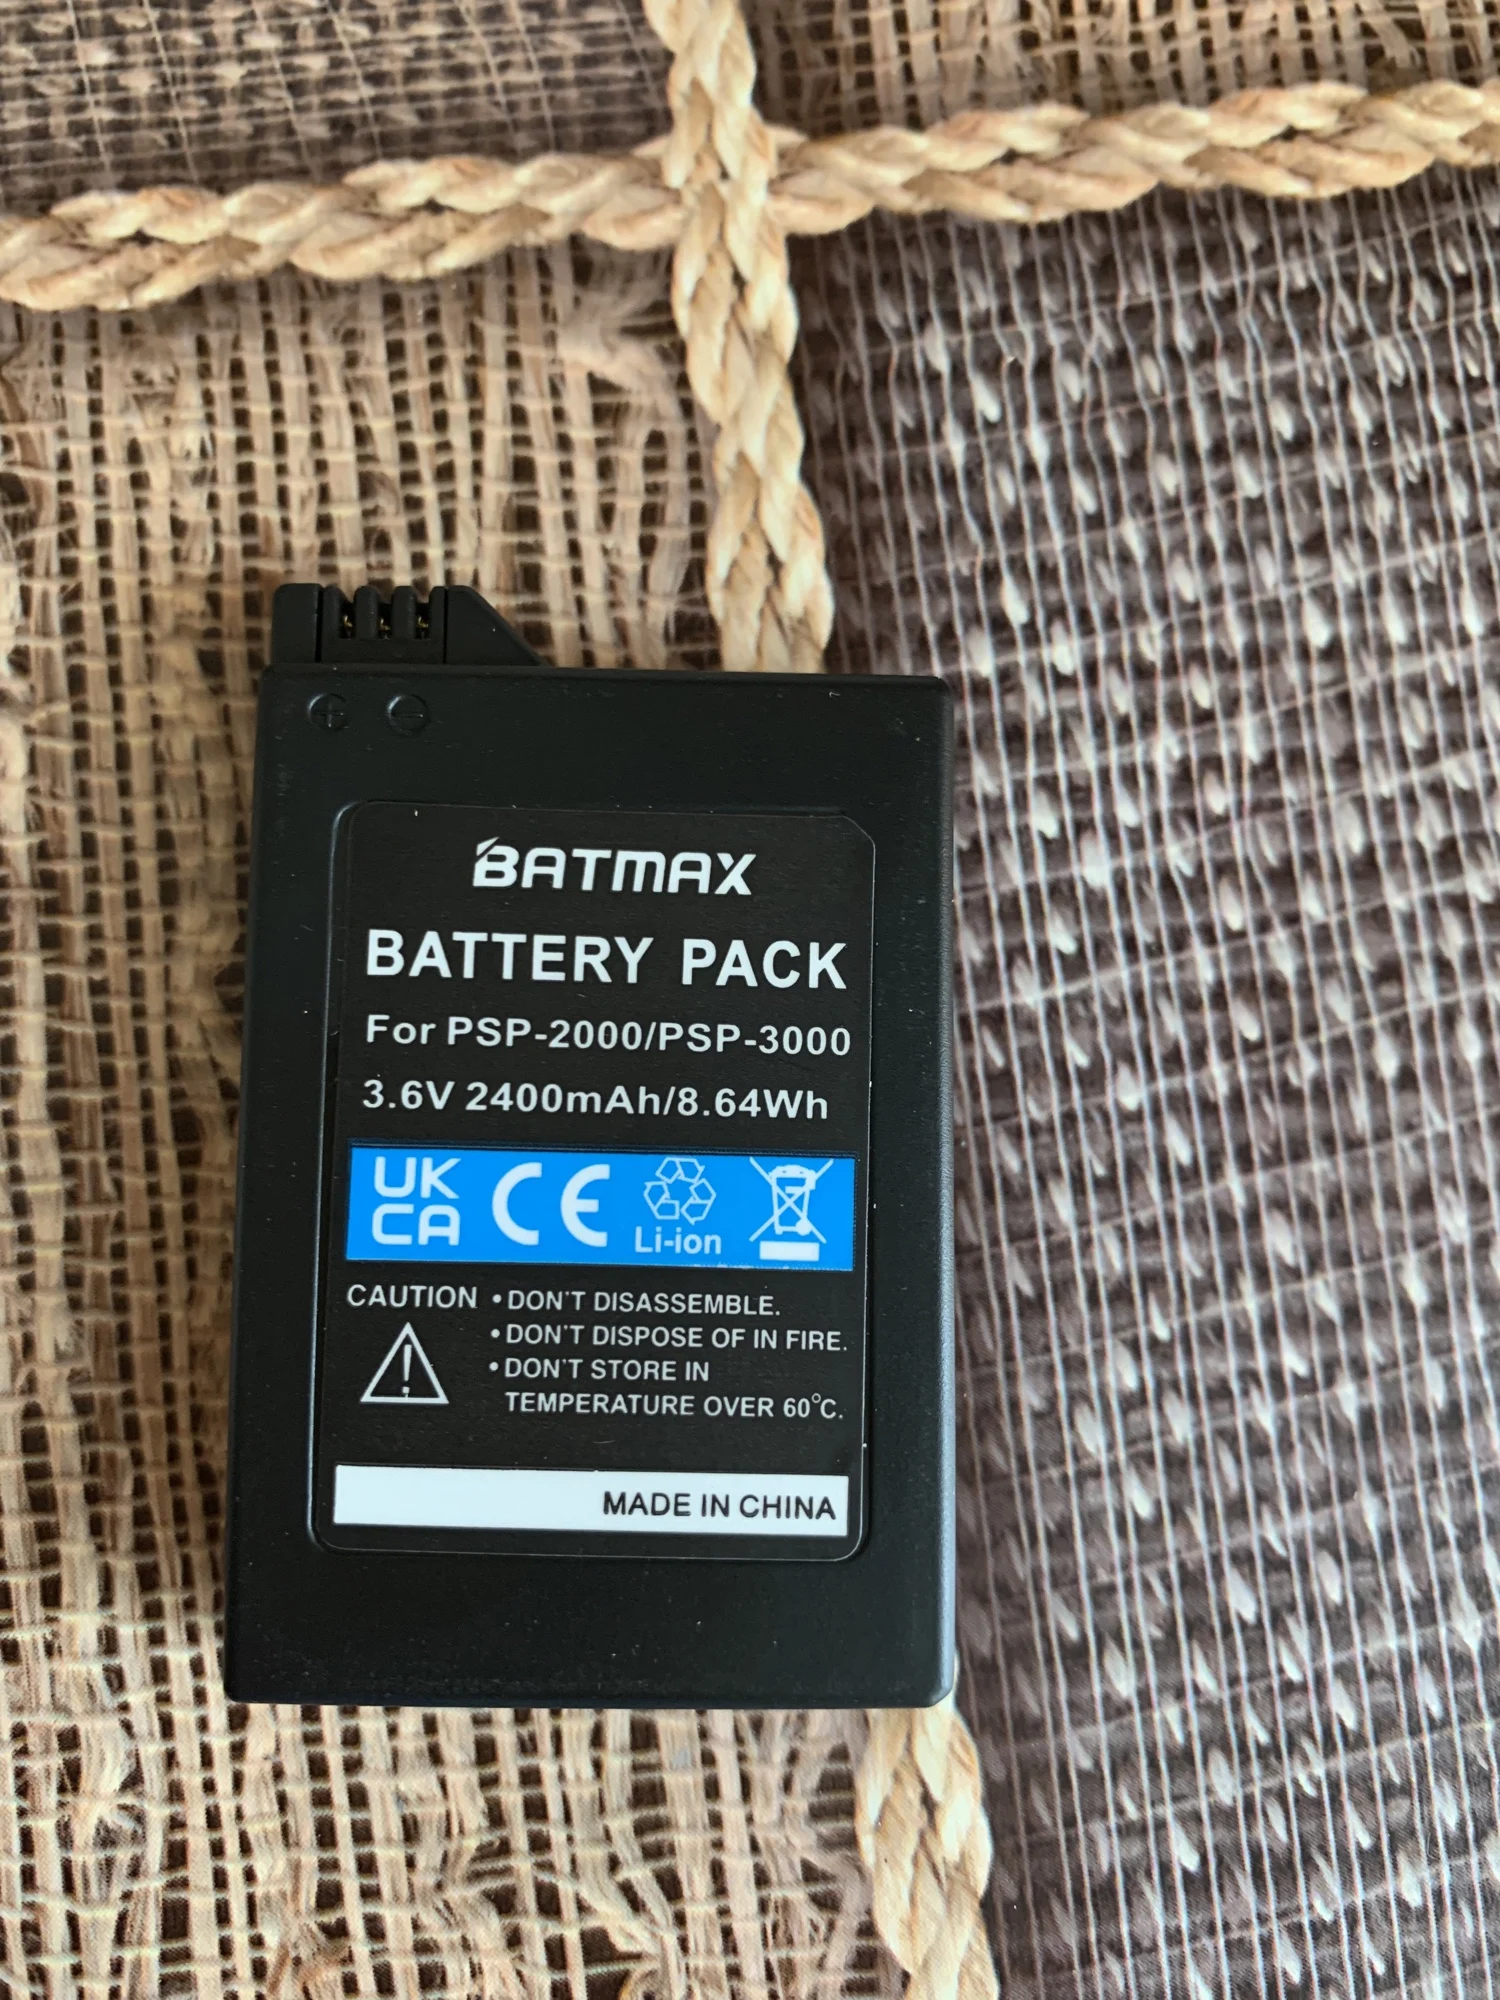 BATMAX
BATTERY PACK
For PSP-2000/PSP-3000
3.6V 2400mAh/8.64Wh
UK
CA CE
Li-ion
CAUTION • DON'T DISASSEMBLE.
• DON'T DISPOSE OF IN FIRE.
• DON'T STORE IN
TEMPERATURE OVER 60°C.
MADE IN CHINA